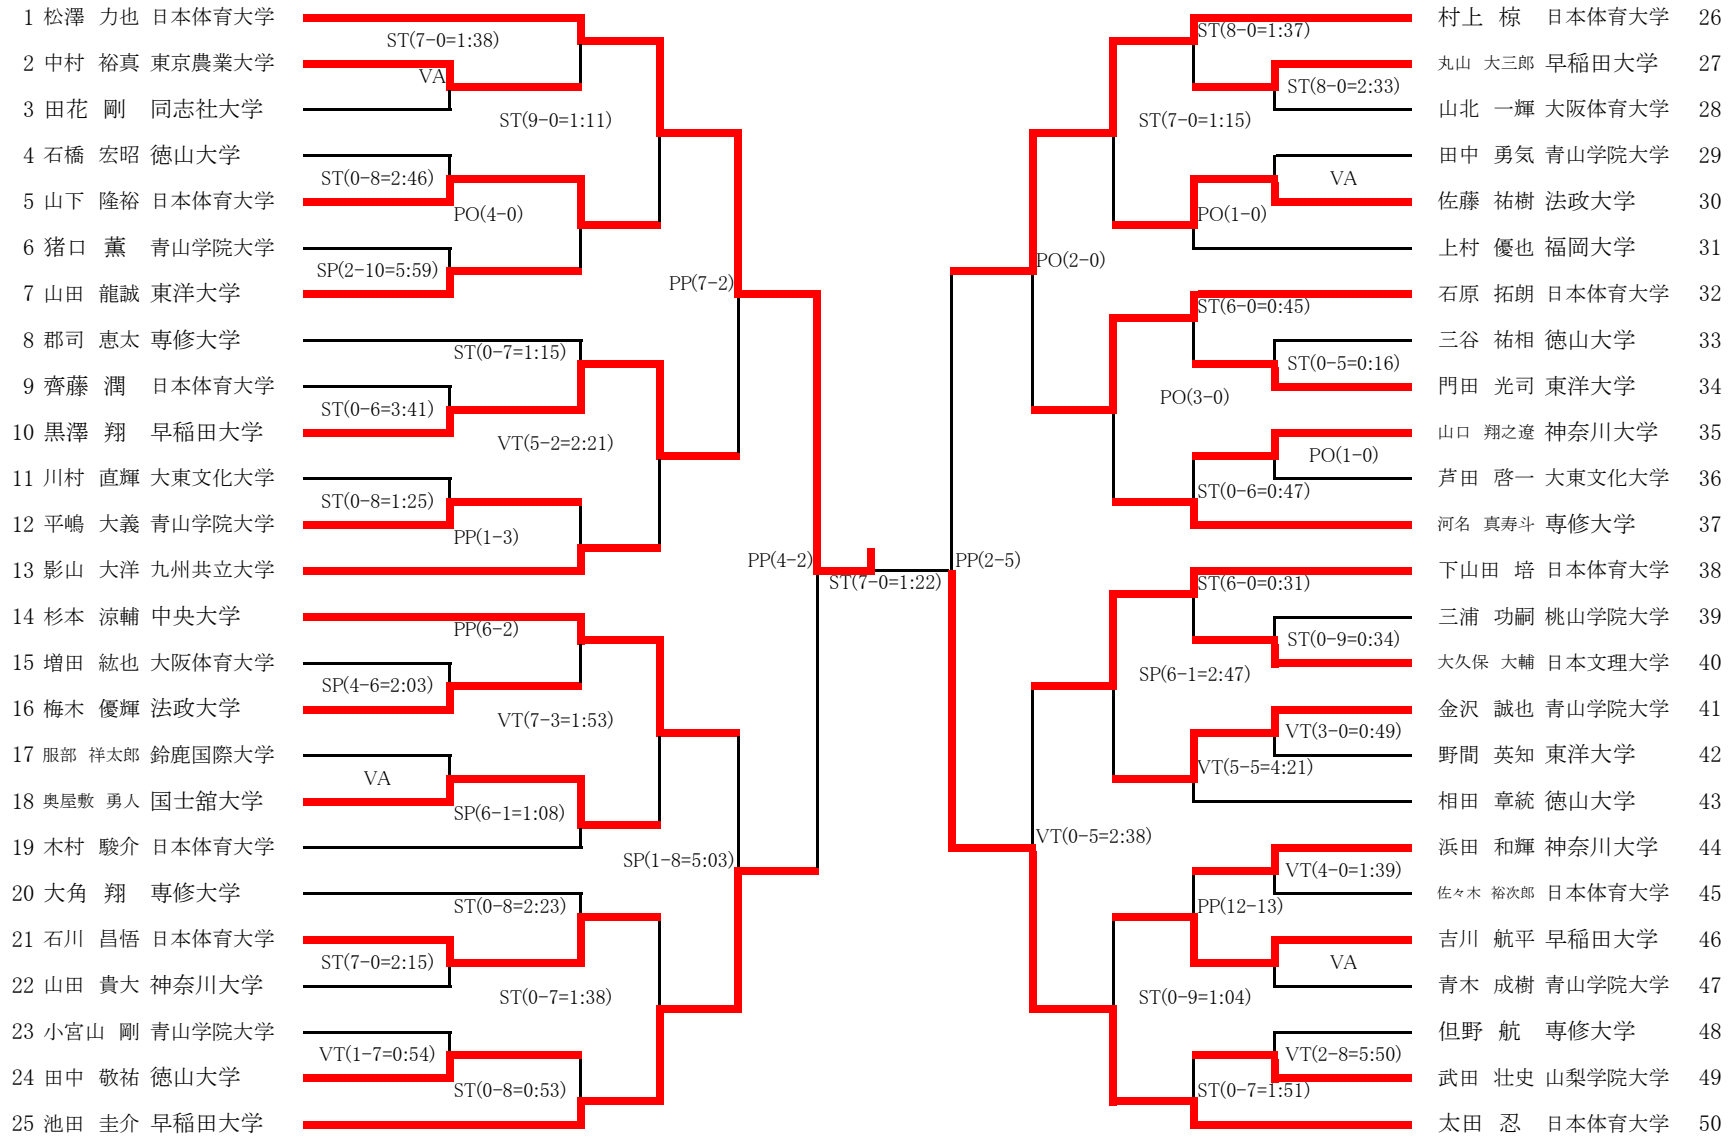 1 松澤 力也 日本体育大学
ST(7-0=1:38)
2 中村 裕真 東京農業大学
VA
3 田花 剛 同志社大学
ST(9-0=1:11)
4 石橋 宏昭 徳山大学
ST(0-8=2:46)
5 山下 隆裕 日本体育大学
PO(4-0)
6 猪口 薫 青山学院大学
SP(2-10=5:59)
7 山田 龍誠 東洋大学
PP(7-2)
8 郡司 恵太 専修大学
ST(0-7=1:15)
9 齊藤 潤 日本体育大学
ST(0-6=3:41)
10 黒澤 翔 早稲田大学
VT(5-2=2:21)
11 川村 直輝 大東文化大学
ST(0-8=1:25)
12 平嶋 大義 青山学院大学
PP(1-3)
13 影山 大洋 九州共立大学
PP(4-2)
ST(7-0=1:22)
14 杉本 涼輔 中央大学
PP(6-2)
15 増田 紘也 大阪体育大学
SP(4-6=2:03)
16 梅木 優輝 法政大学
VT(7-3=1:53)
17 服部 祥太郎 鈴鹿国際大学
VA
18 奥屋敷 勇人 国士舘大学
SP(6-1=1:08)
19 木村 駿介 日本体育大学
SP(1-8=5:03)
20 大角 翔 専修大学
ST(0-8=2:23)
21 石川 昌悟 日本体育大学
ST(7-0=2:15)
22 山田 貴大 神奈川大学
ST(0-7=1:38)
23 小宮山 剛 青山学院大学
VT(1-7=0:54)
24 田中 敬祐 徳山大学
ST(0-8=0:53)
25 池田 圭介 早稲田大学
村上 椋 日本体育大学 26
ST(8-0=1:37)
丸山 大三郎 早稲田大学 27
ST(8-0=2:33)
山北 一輝 大阪体育大学 28
ST(7-0=1:15)
田中 勇気 青山学院大学 29
VA
佐藤 祐樹 法政大学 30
PO(1-0)
上村 優也 福岡大学 31
PO(2-0)
石原 拓朗 日本体育大学 32
ST(6-0=0:45)
三谷 祐相 徳山大学 33
ST(0-5=0:16)
門田 光司 東洋大学 34
PO(3-0)
山口 翔之遼 神奈川大学 35
PO(1-0)
芦田 啓一 大東文化大学 36
ST(0-6=0:47)
河名 真寿斗 専修大学 37
PP(2-5)
下山田 培 日本体育大学 38
ST(6-0=0:31)
三浦 功嗣 桃山学院大学 39
ST(0-9=0:34)
大久保 大輔 日本文理大学 40
SP(6-1=2:47)
金沢 誠也 青山学院大学 41
VT(3-0=0:49)
野間 英知 東洋大学 42
VT(5-5=4:21)
相田 章統 徳山大学 43
VT(0-5=2:38)
浜田 和輝 神奈川大学 44
VT(4-0=1:39)
佐々木 裕次郎 日本体育大学 45
PP(12-13)
吉川 航平 早稲田大学 46
VA
青木 成樹 青山学院大学 47
ST(0-9=1:04)
但野 航 専修大学 48
VT(2-8=5:50)
武田 壮史 山梨学院大学 49
ST(0-7=1:51)
太田 忍 日本体育大学 50